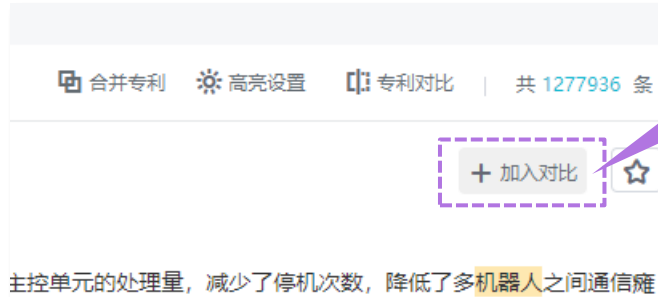 合并专利 高亮设置 专利对比 | 共 1277936 条
+ 加入对比
主控单元的处理量，减少了停机次数，降低了多机器人之间通信瘫